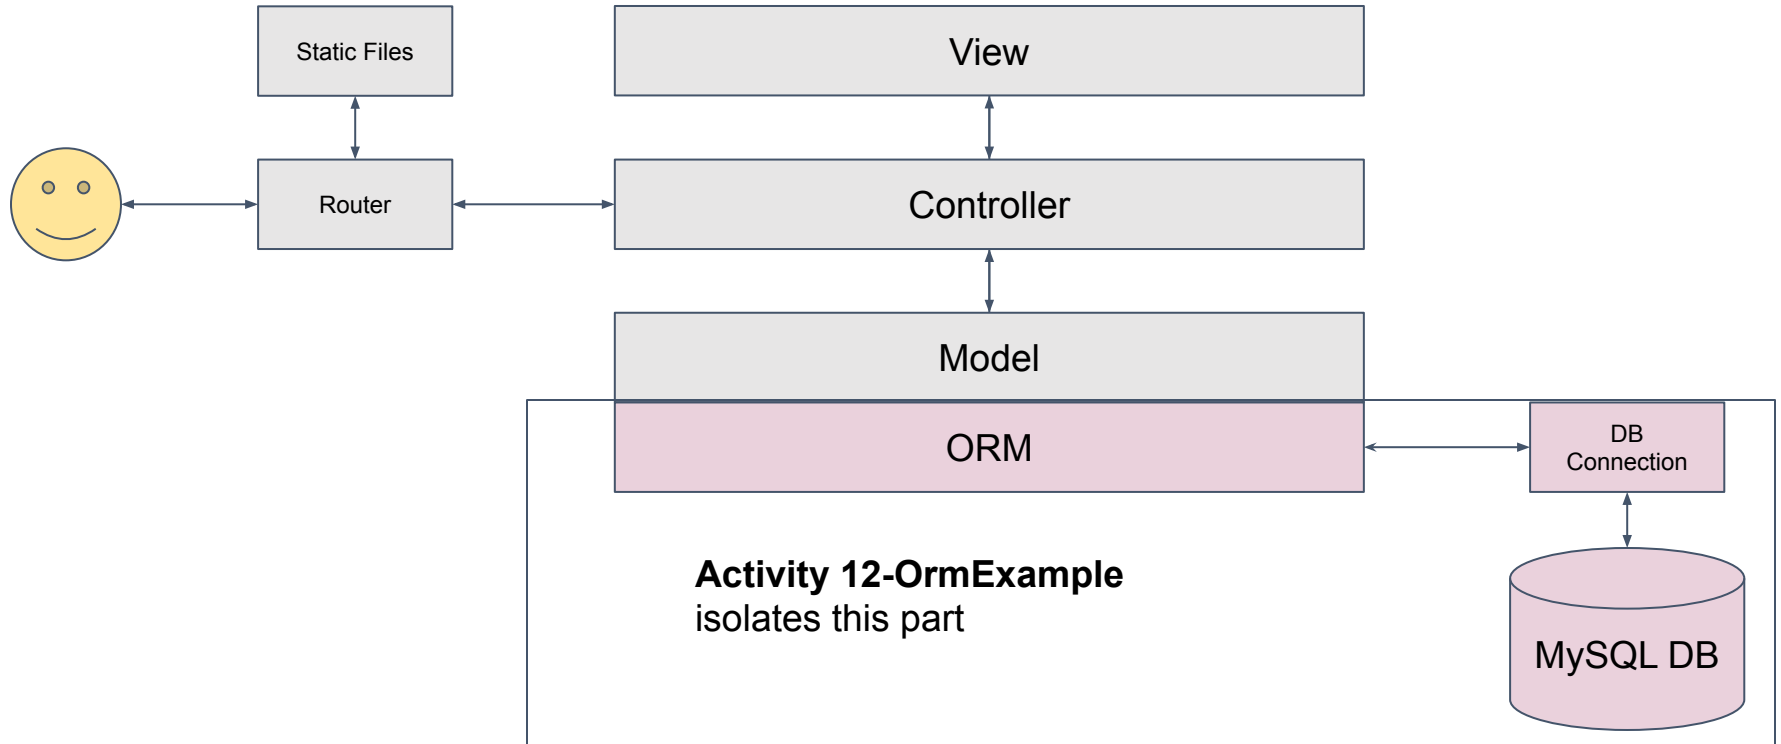 Static Files
View
Router
Controller
Model
ORM
DB
Connection
Activity 12-OrmExample
isolates this part
MySQL DB